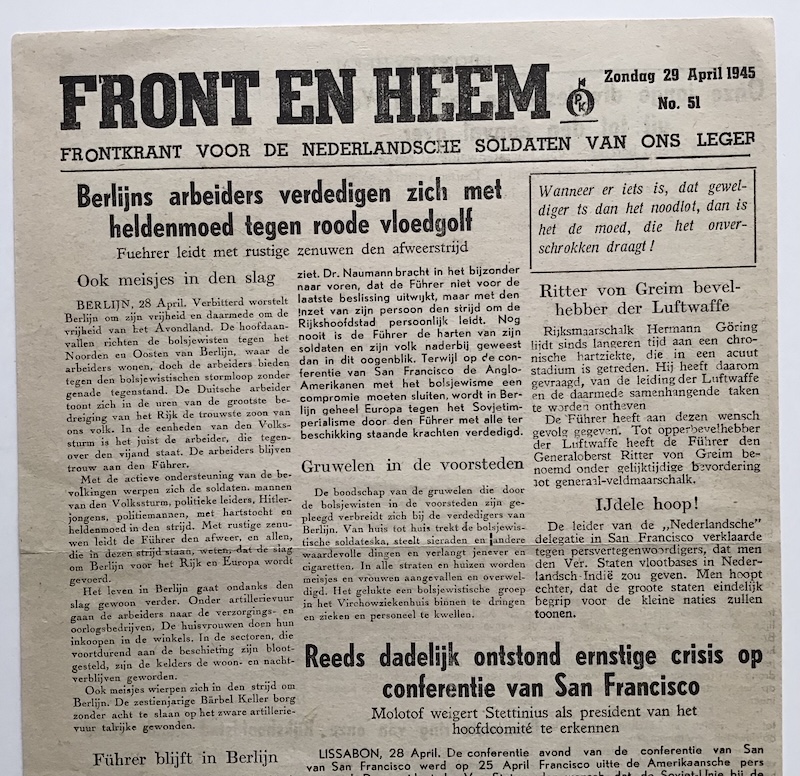 FRONT EN HEEM
PK
Zondag 29 April 1945
No. 51
FRONTKRANT VOOR DE NEDERLANDSCHE SOLDATEN VAN ONS LEGER
Berlijns arbeiders verdedigen zich met
heldenmoed tegen roode vloedgolf
Fuehrer leidt met rustige zenuwen den afweerstrijd
Ook meisjes in den slag
BERLIJN, 28 April. Verbitterd worstelt
Berlijn om zijn vrijheid en daarmede om de
vrijheid van het Avondland. De hoofdaan-
vallen richten de bolsjewisten tegen het
Noorden en Oosten van Berlijn, waar de
arbeiders wonen, doch de arbeiders bieden
tegen den bolsjewistischen stormloop zonder
genade tegenstand. De Duitsche arbeider
toont zich in de uren van de grootste be-
dreiging van het Rijk de trouwste zoon van
ons volk. In de eenheden van den Volks-
sturm is het juist de arbeider, die tegen-
over den vijand staat. De arbeiders blijven
trouw aan den Führer.
Met de actieve ondersteuning van de be-
volkingen werpen zich de soldaten. mannen
van den Volkssturm, politieke leiders, Hitler-
jongens, politiemannen, met hartstocht en
heldenmoed in den strijd. Met rustige zenu-
wen leidt de Führer den afweer, en allen,
die in dezen strijd staan, weten, dat de slag
om Berlijn voor het Rijk en Europa wordt
gevoerd.
Het leven in Berlijn gaat ondanks den
slag gewoon verder. Onder artillerievuur
gaan de arbeiders naar de verzorgings- en
oorlogsbedrijven. De huisvrouwen doen hun
inkoopen in de winkels. In de sectoren, die
voortdurend aan de beschieting zijn bloot-
gesteld, zijn de kelders de woon- en nacht-
verblijven geworden.
Ook meisjes wierpen zich in den strijd om
Berlijn. De zestienjarige Bärbel Keller borg
zonder acht te slaan op het zware artillerie-
vuur talrijke gewonden.
Führer blijft in Berlijn
ziet. Dr. Naumann bracht in het bijzonder
naar voren, dat de Führer niet voor de
laatste beslissing uitwijkt, maar met den
inzet van zijn persoon den strijd om de
Rijkshoofdstad persoonlijk leidt. Nog
nooit is de Führer de harten van zijn
soldaten en zijn volk naderbij geweest
dan in dit oogenblik. Terwijl op de con-
ferentie van San Francisco de Anglo-
Amerikanen met het bolsjewisme een
compromie moeten sluiten, wordt in Ber-
lijn geheel Europa tegen het Sovjetim-
perialisme door den Führer met alle ter
beschikking staande krachten verdedigd.
Gruwelen in de voorsteden
De boodschap van de gruwelen die door
de bolsjewisten in de voorsteden zijn ge-
pleegd verbreidt zich bij de verdedigers van
Berlijn. Van huis tot huis trekt de bolsjewis-
tische soldateska, steelt sieraden en andere
waardevolle dingen en verlangt jenever en
cigaretten. In alle straten en huizen worden
meisjes en vrouwen aangevallen en overwel-
digd. Het gelukte een bolsjewistische groep
in het Virchowziekenhuis binnen te dringen
en zieken en personeel te kwellen.
Wanneer er iets is, dat gewel-
diger ts dan het noodlot, dan is
het de moed, die het onver-
schrokken draagt!
Ritter von Greim bevel-
hebber der Luftwaffe
Rijksmaarschalk Hermann Göring
lijdt sinds langeren tijd aan een chro-
nische hartziekte, die in een acuut
stadium is getreden. Hij heeft daarom
gevraagd, van de leiding der Luftwaffe
en de daarmede samenhangende taken
te worden ontheven
De Führer heeft aan dezen wensch
gevolg gegeven. Tot opperbevelhebber
der Luftwaffe heeft de Führer den
Generaloberst Ritter von Greim be-
noemd onder gelijktijdige bevordering
tot generaal-veldmaarschalk.
IJdele hoop!
De leider van de „Nederlandsche”
delegatie in San Francisco verklaarde
tegen persvertegenwoordigers, dat men
den Ver. Staten vlootbases in Neder-
landsch-Indië zou geven. Men hoopt
echter, dat de groote staten eindelijk
begrip voor de kleine naties zullen
toonen.
Reeds dadelijk ontstond ernstige crisis op
conferentie van San Francisco
Molotof weigert Stettinius als president van het
hoofdcomité te erkennen
LISSABON, 28 April. De conferentie
van San Francisco werd op 25 April
avond van de conferentie van San
Francisco uitte de Amerikaansche pers